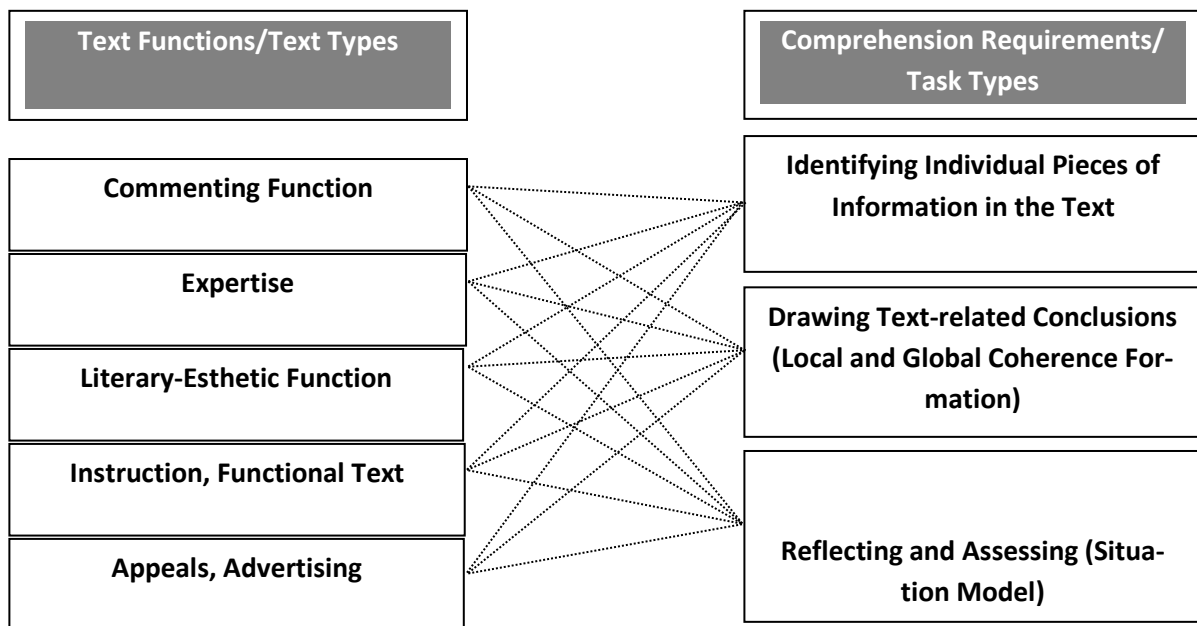 Text Functions/Text Types
Commenting Function
Expertise
Literary-Esthetic Function
Instruction, Functional Text
Appeals, Advertising
Comprehension Requirements/
Task Types
Identifying Individual Pieces of
Information in the Text
Drawing Text-related Conclusions
(Local and Global Coherence For-
mation)
Reflecting and Assessing (Situa-
tion Model)